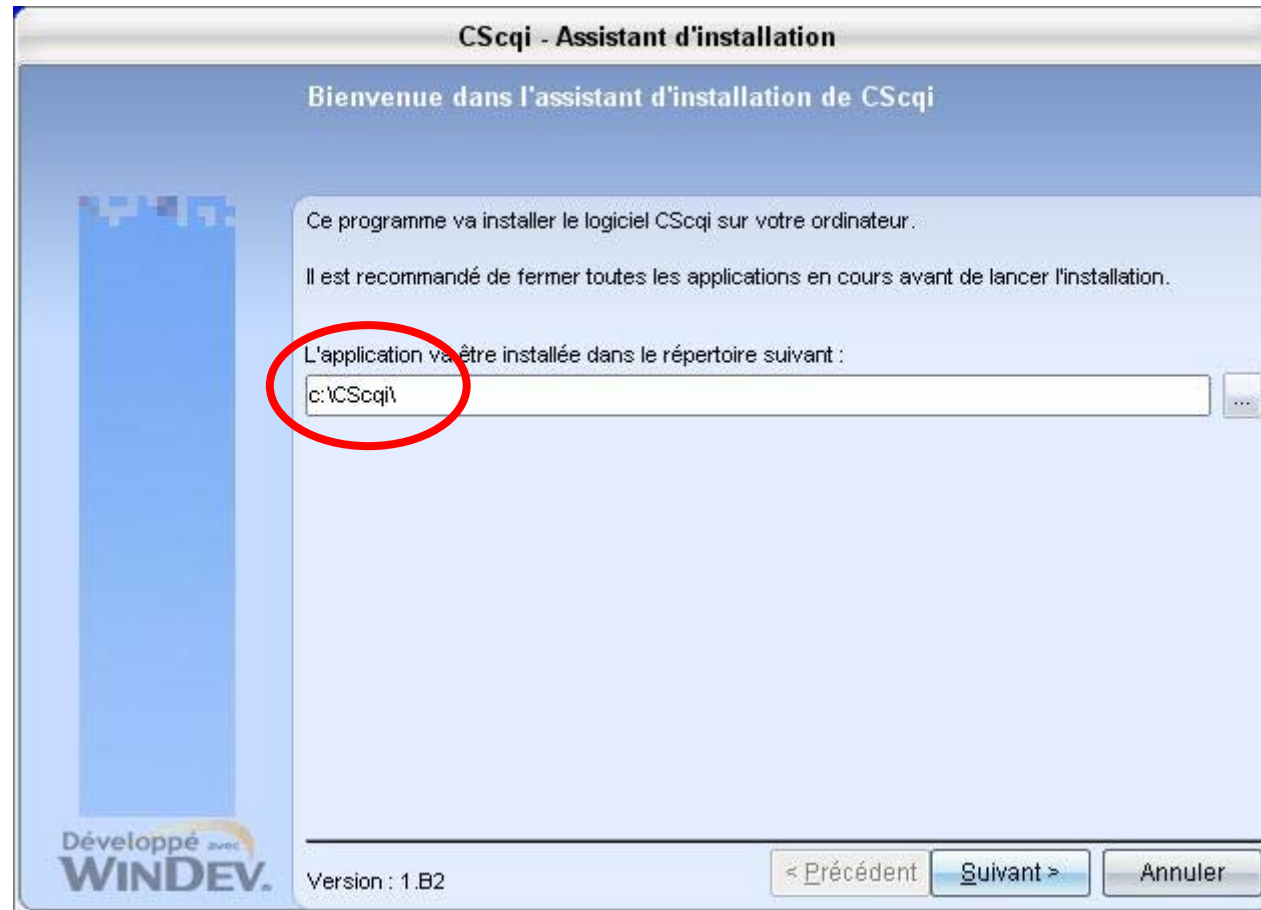 CScqi - Assistant d'installation
Bienvenue dans l'assistant d'installation de CScqi
Ce programme va installer le logiciel CScqi sur votre ordinateur.
Il est recommandé de fermer toutes les applications en cours avant de lancer l'installation.
L'application va être installée dans le répertoire suivant :
c:\CScqi\
...
Développé avec
WINDEV.
Version : 1.B2
< Précédent
Suivant >
Annuler